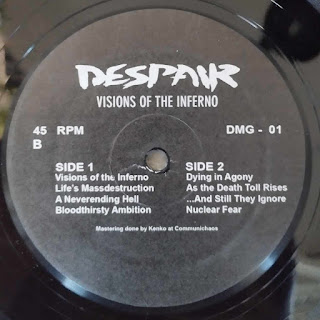 DESPAIR
VISIONS OF THE INFERNO
45 RPM
B
DMG - 01
SIDE 1
Visions of the Inferno
Life's Massdestruction
A Neverending Hell
Bloodthirsty Ambition
SIDE 2
Dying in Agony
As the Death Toll Rises
...And Still They Ignore
Nuclear Fear
Mastering done by Kenko at Communichaos